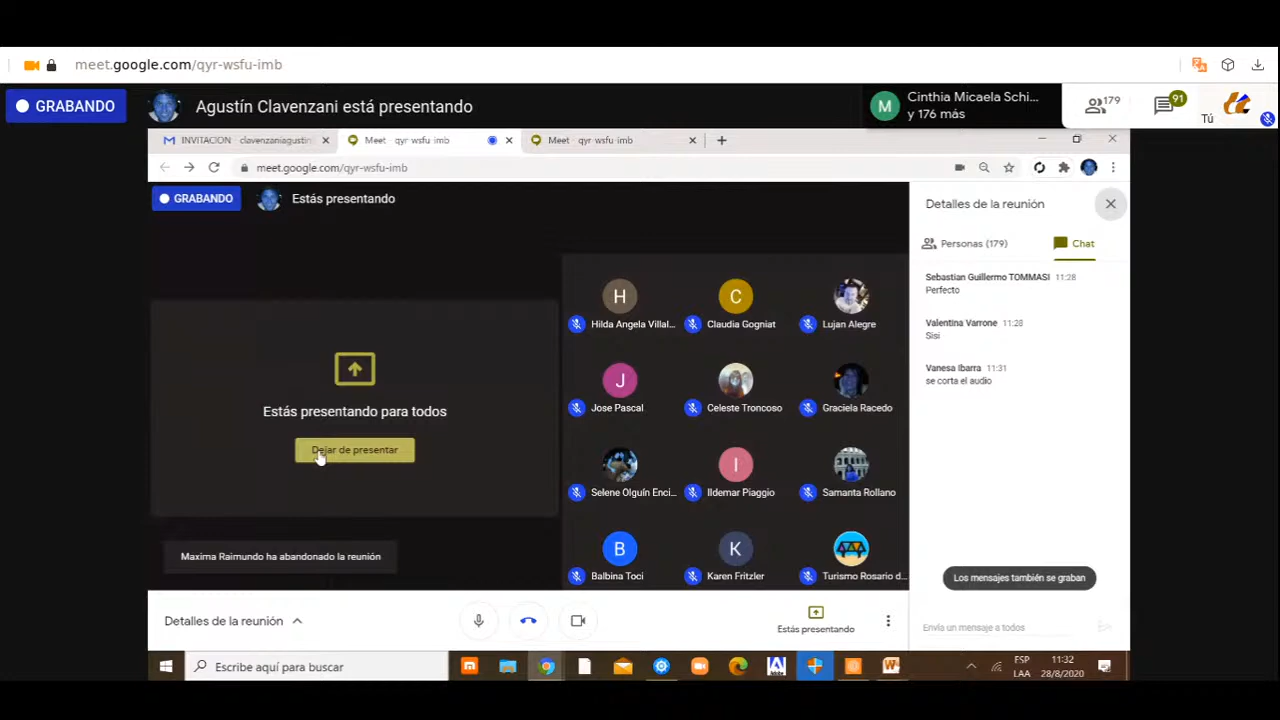 meet.google.com/qyr-wsfu-imb
GRABANDO
Agustín Clavenzani está presentando
M
Cinthia Micaela Schi...
y 176 más
179
91
Tú
INVITACION - clavenzaniagustin
Meet - qyr-wsfu-imb
Meet - qyr-wsfu-imb
meet.google.com/qyr-wsfu-imb
GRABANDO
Estás presentando
Detalles de la reunión
Personas (179)
Chat
Sebastian Guillermo TOMMASI 11:28
Perfecto
Valentina Varrone 11:28
Sisi
Vanesa Ibarra 11:31
se corta el audio
H
Hilda Angela Villal...
C
Claudia Gogniat
Lujan Alegre
J
Jose Pascal
Celeste Troncoso
Graciela Racedo
Selene Olguín Enci...
I
Ildemar Piaggio
Samanta Rollano
B
Balbina Toci
K
Karen Fritzler
Turismo Rosario d...
Estás presentando para todos
Dejar de presentar
Maxima Raimundo ha abandonado la reunión
Los mensajes también se graban
Envía un mensaje a todos
Detalles de la reunión
Estás presentando
Escribe aquí para buscar
ESP
LAA
11:32
28/8/2020